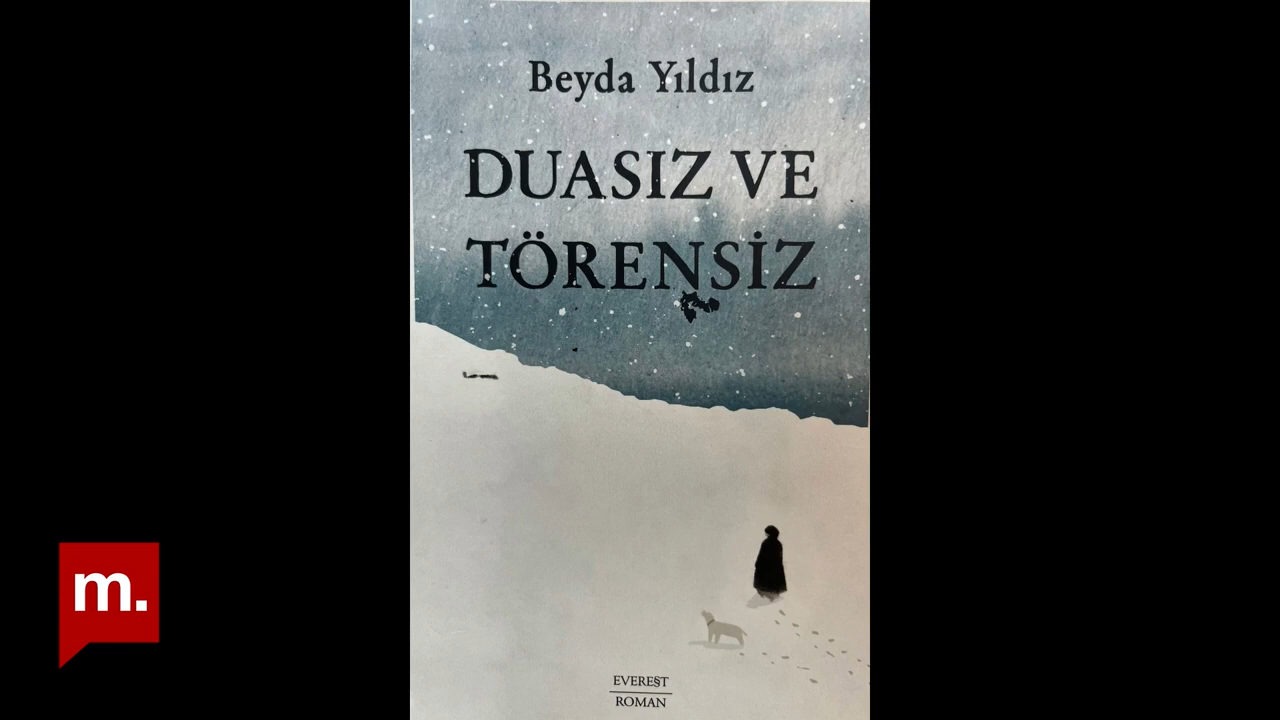 Beyda Yıldız
DUASIZ VE
TÖRENSİZ
EVEREST
ROMAN
m.